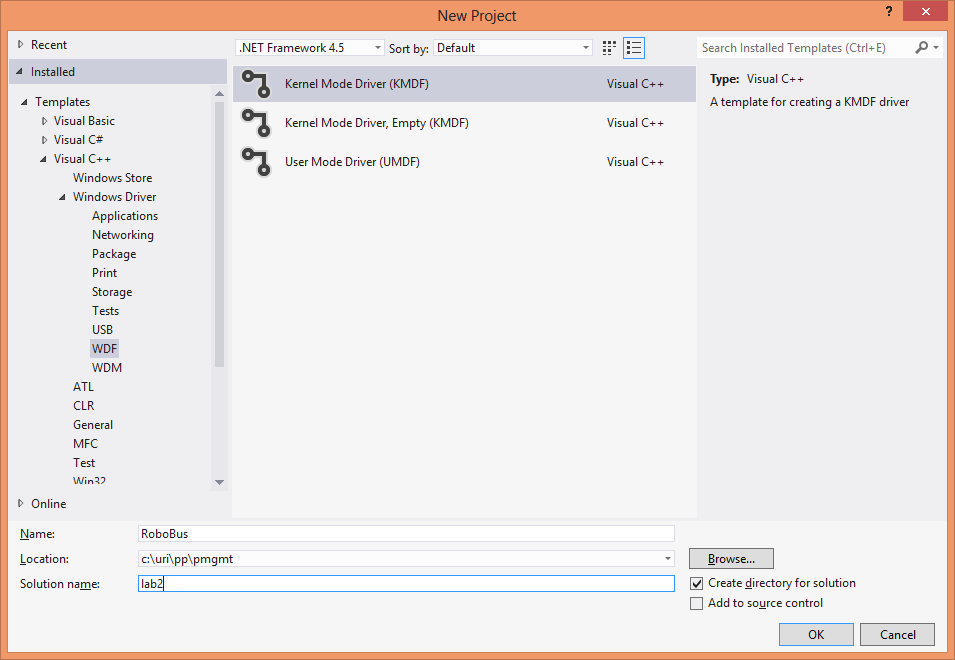 New Project
Recent
Installed
Templates
Visual Basic
Visual C#
Visual C++
Windows Store
Windows Driver
Applications
Networking
Package
Print
Storage
Tests
USB
WDF
WDM
ATL
CLR
General
MFC
Test
Win32
Online
.NET Framework 4.5 Sort by: Default
Kernel Mode Driver (KMDF) Visual C++
Kernel Mode Driver, Empty (KMDF) Visual C++
User Mode Driver (UMDF) Visual C++
Search Installed Templates (Ctrl+E)
Type: Visual C++
A template for creating a KMDF driver
Name: RoboBus
Location: c:\uri\pp\pmgmt Browse...
Solution name: lab2 Create directory for solution
Add to source control
OK Cancel